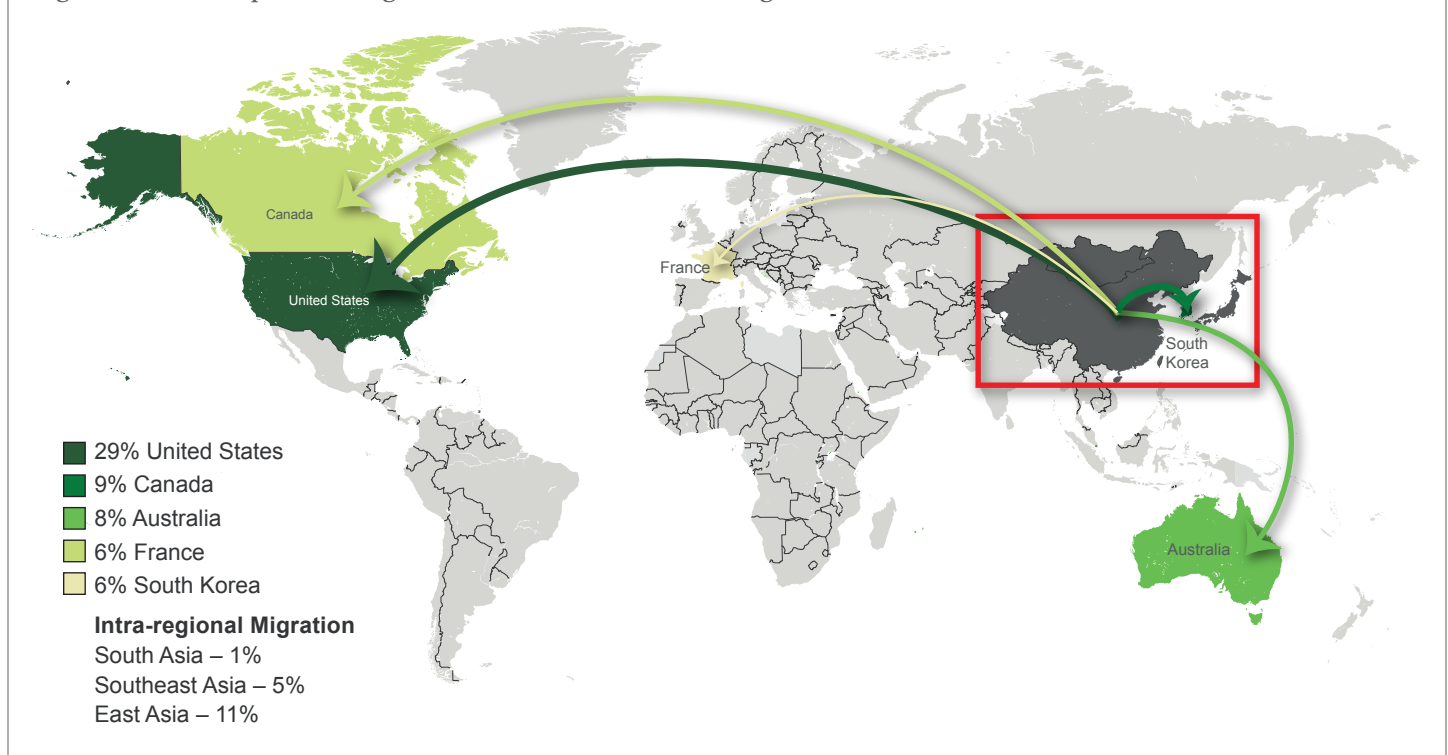 Canada
United States
France
South
Korea
Australia
29% United States
9% Canada
8% Australia
6% France
6% South Korea
Intra-regional Migration
South Asia – 1%
Southeast Asia – 5%
East Asia – 11%